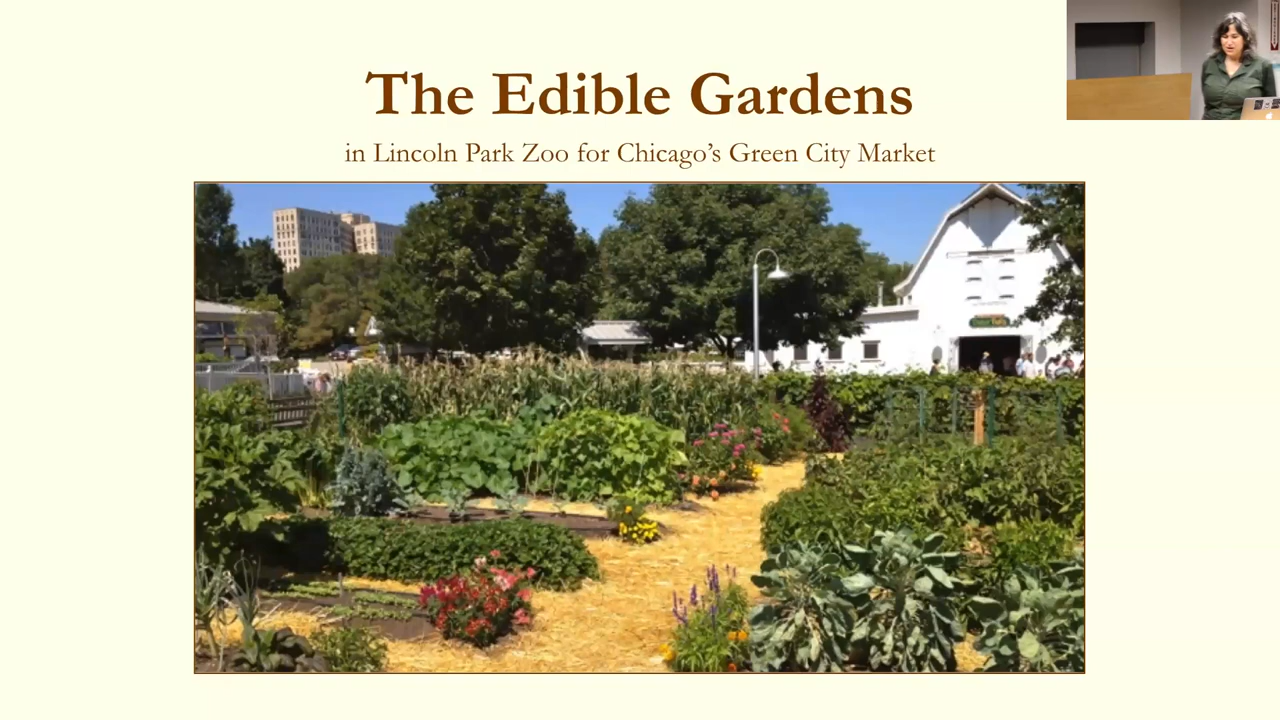 The Edible Gardens
in Lincoln Park Zoo for Chicago’s Green City Market